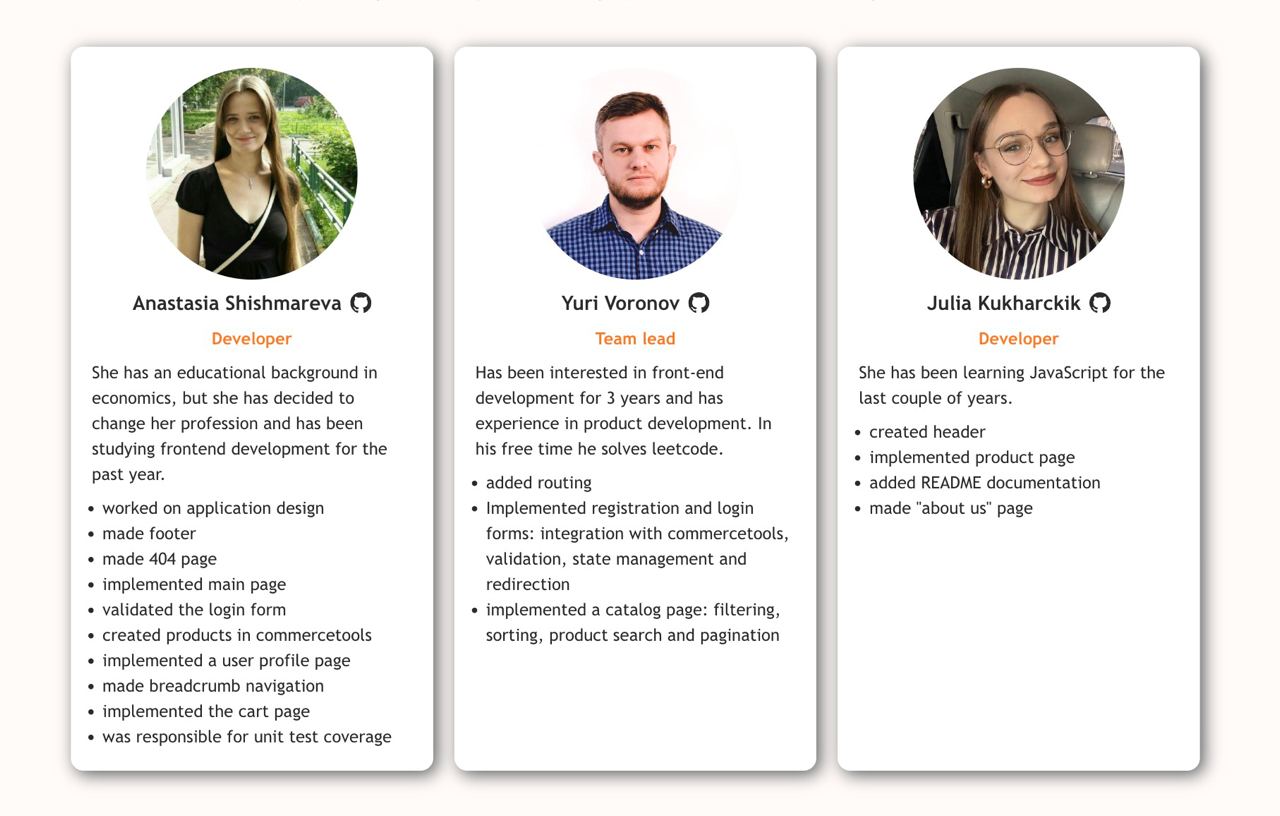 Anastasia Shishmareva
Developer
She has an educational background in
economics, but she has decided to
change her profession and has been
studying frontend development for the
past year.
• worked on application design
• made footer
• made 404 page
• implemented main page
• validated the login form
• created products in commercetools
• implemented a user profile page
• made breadcrumb navigation
• implemented the cart page
• was responsible for unit test coverage
Yuri Voronov
Team lead
Has been interested in front-end
development for 3 years and has
experience in product development. In
his free time he solves leetcode.
• added routing
• Implemented registration and login
forms: integration with commercetools,
validation, state management and
redirection
• implemented a catalog page: filtering,
sorting, product search and pagination
Julia Kukharckik
Developer
She has been learning JavaScript for the
last couple of years.
• created header
• implemented product page
• added README documentation
• made "about us" page